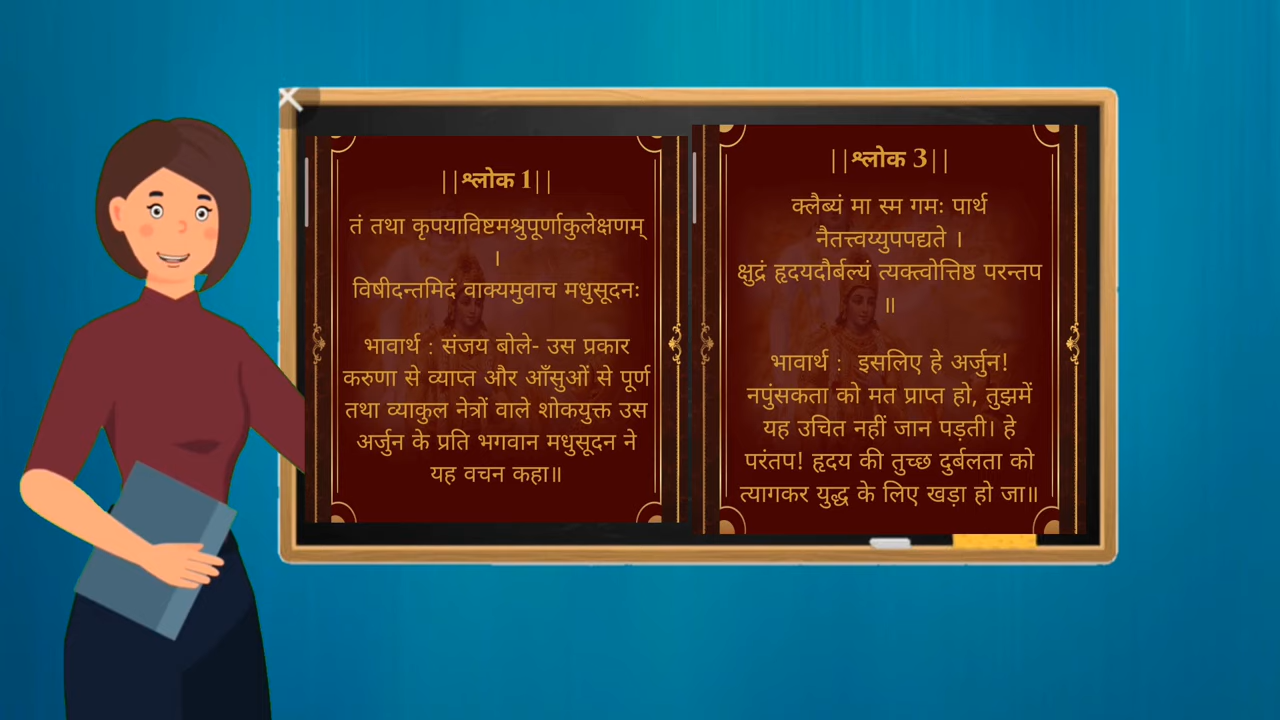 ||श्लोक 1||
तं तथा कृपयाविष्टमश्रुपूर्णाकुलेक्षणम्
।
विषीदन्तमिदं वाक्यमुवाच मधुसूदनः
भावार्थ : संजय बोले- उस प्रकार
करुणा से व्याप्त और आँसुओं से पूर्ण
तथा व्याकुल नेत्रों वाले शोकयुक्त उस
अर्जुन के प्रति भगवान मधुसूदन ने
यह वचन कहा॥
||श्लोक 3||
क्लैब्यं मा स्म गमः पार्थ
नैतत्त्वय्युपपद्यते ।
क्षुद्रं हृदयदौर्बल्यं त्यक्त्वोत्तिष्ठ परन्तप
॥
भावार्थ : इसलिए हे अर्जुन!
नपुंसकता को मत प्राप्त हो, तुझमें
यह उचित नहीं जान पड़ती। हे
परंतप! हृदय की तुच्छ दुर्बलता को
त्यागकर युद्ध के लिए खड़ा हो जा॥